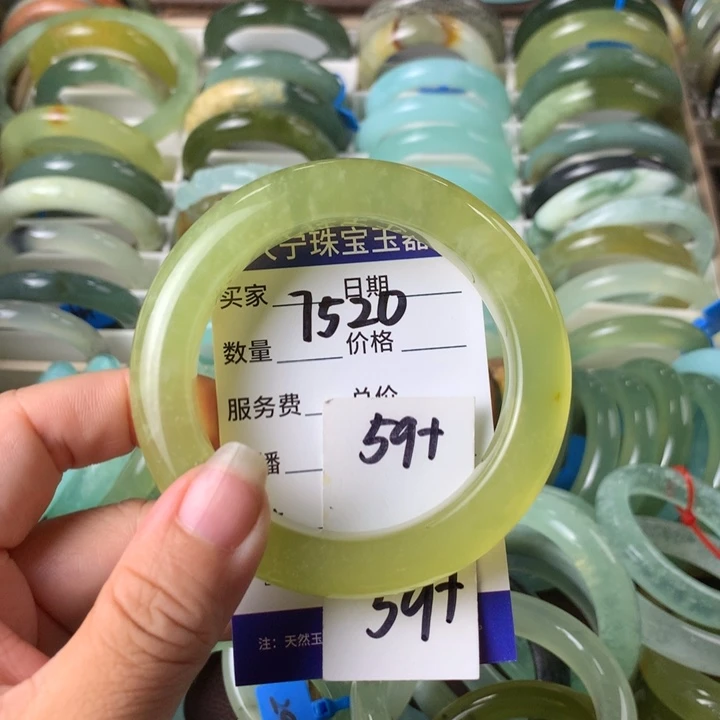 宁珠宝玉器
买家 日期
7520
数量 价格
服务费 总价
播
59+
59+
注：天然玉